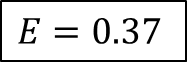 E = 0.37